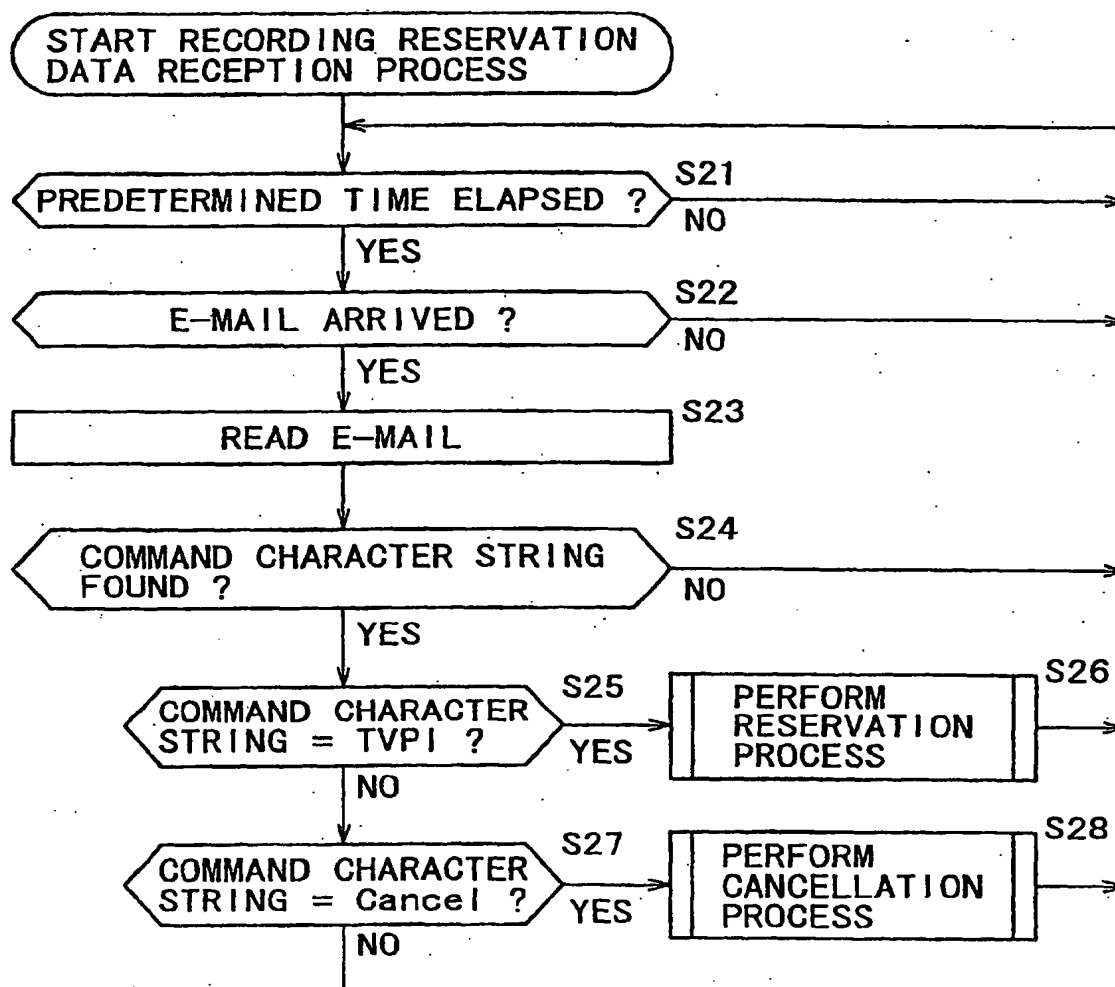 START RECORDING RESERVATION
DATA RECEPTION PROCESS
S21
PREDETERMINED TIME ELAPSED ?
NO
YES
S22
E-MAIL ARRIVED ?
NO
YES
S23
READ E-MAIL
S24
COMMAND CHARACTER STRING
FOUND ?
NO
YES
S25
COMMAND CHARACTER
STRING = TVPI ?
YES
NO
S26
PERFORM
RESERVATION
PROCESS
S27
COMMAND CHARACTER
STRING = Cancel ?
YES
NO
S28
PERFORM
CANCELLATION
PROCESS